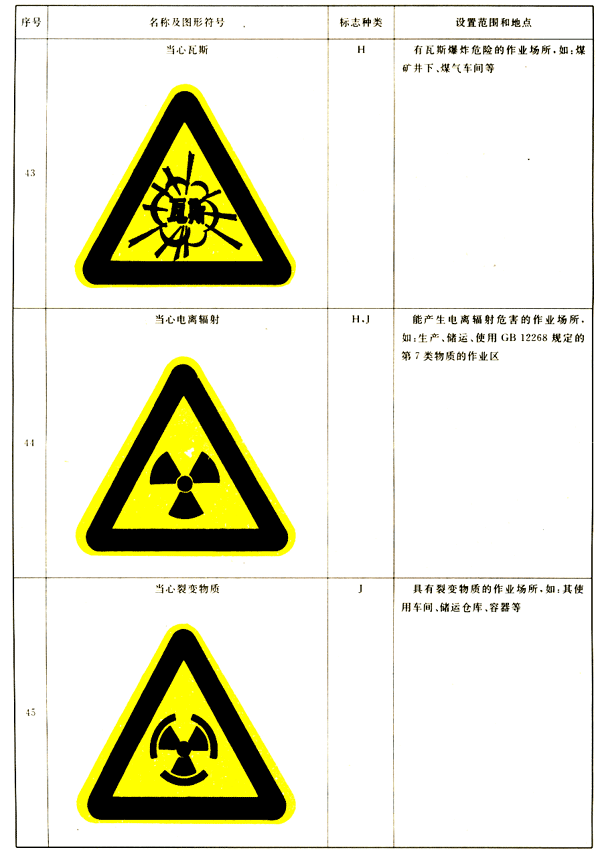 序号 名称及图形符号 标志种类 设置范围和地点
43 当心瓦斯 H 有瓦斯爆炸危险的作业场所,如:煤
矿井下、煤气车间等
瓦斯
44 当心电离辐射 H,J 能产生电离辐射危害的作业场所,
如:生产、储运、使用 GB 12268 规定的
第 7 类物质的作业区
45 当心裂变物质 J 具有裂变物质的作业场所,如:其使
用车间、储运仓库、容器等